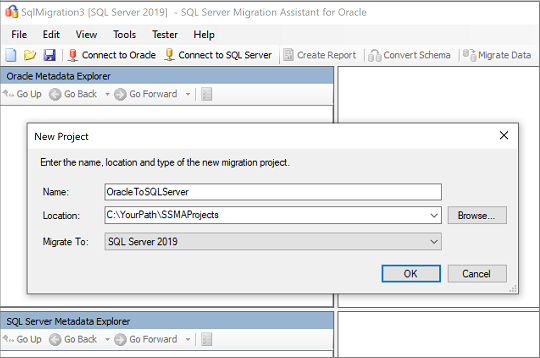 SqlMigration3 [SQL Server 2019] - SQL Server Migration Assistant for Oracle
File Edit View Tools Tester Help
Connect to Oracle Connect to SQL Server Create Report Convert Schema Migrate Data
Oracle Metadata Explorer
Go Up Go Back Go Forward
New Project
Enter the name, location and type of the new migration project.
Name: OracleToSQLServer
Location: C:\YourPath\SSMAProjects Browse...
Migrate To: SQL Server 2019
OK Cancel
SQL Server Metadata Explorer
Go Up Go Back Go Forward